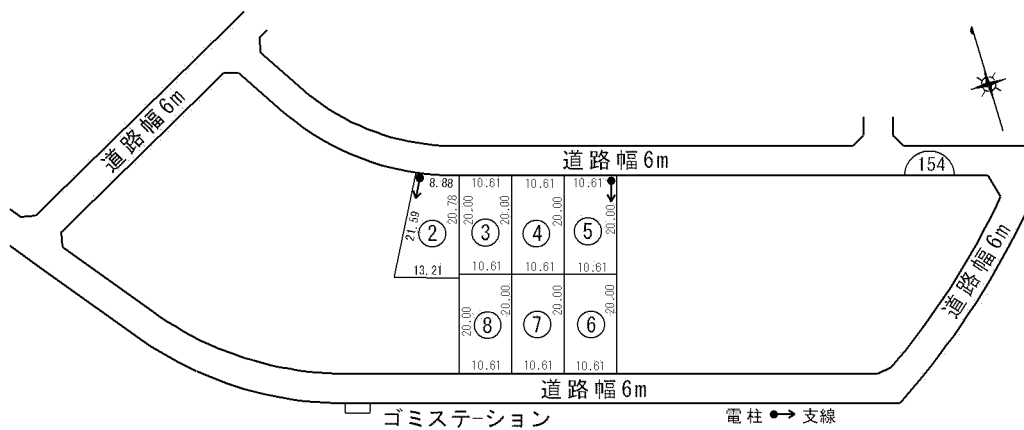 道路幅6m
道路幅6m
154
8.88 10.61 10.61 10.61
21.59 20.78 20.00 20.00 20.00 20.00
② ③ ④ ⑤
13.21 10.61 10.61 10.61
道路幅6m
20.00 20.00 20.00 20.00
⑧ ⑦ ⑥
10.61 10.61 10.61
道路幅6m
ゴミステーション
電柱 支線